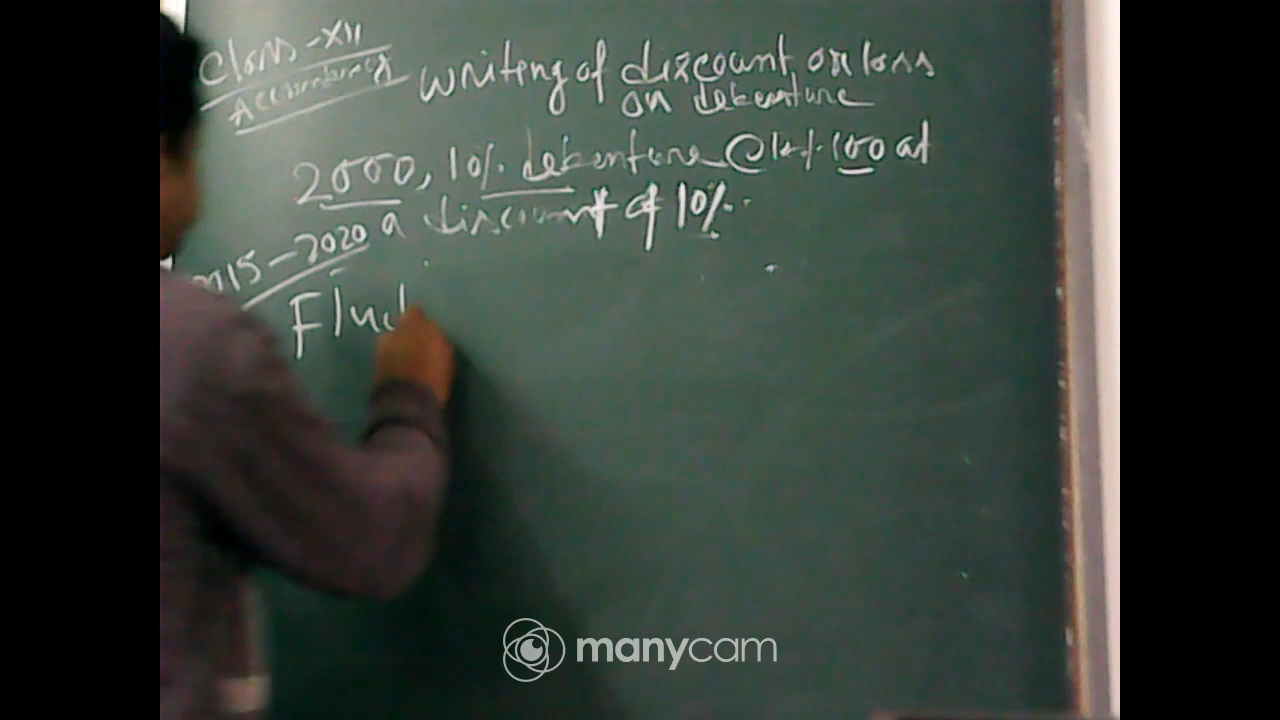 Class-XII
Accountancy
writing of discount or loss
on debenture
2000, 10% debenture @ 100 at
a discount of 10%.
15-2020
Find
manycam